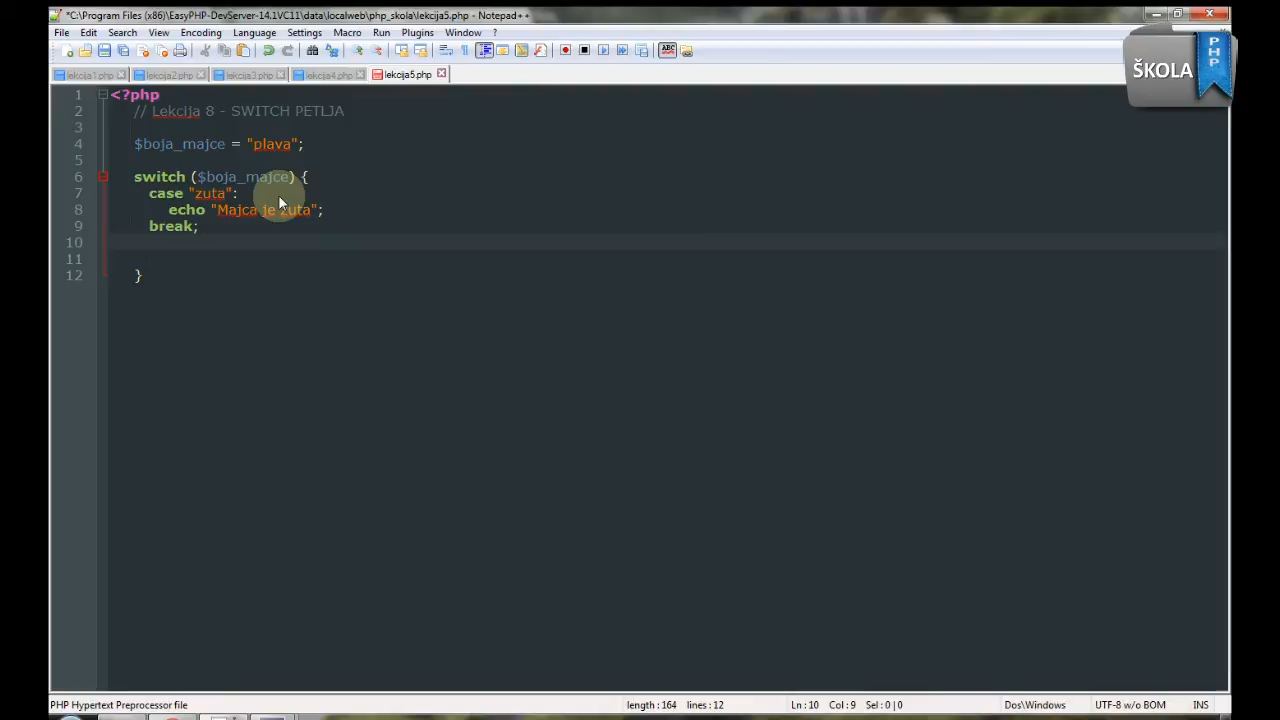 *C:\Program Files (x86)\EasyPHP-DevServer-14.1VC11\data\localweb\php_skola\lekcija5.php - Notepad++
File Edit Search View Encoding Language Settings Macro Run Plugins Window ?
ABC
PHP
ŠKOLA
lekcija1.php lekcija2.php lekcija3.php lekcija4.php lekcija5.php
1 <?php
2 // Lekcija 8 - SWITCH PETLJA
3
4 $boja_majce = "plava";
5
6 switch ($boja_majce) {
7 case "zuta":
8 echo "Majca je zuta";
9 break;
10
11
12 }
PHP Hypertext Preprocessor file length : 164 lines : 12 Ln : 10 Col : 9 Sel : 0 | 0 Dos\Windows UTF-8 w/o BOM INS